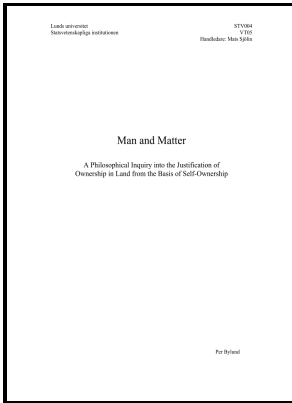 Lunds universitet
Statsvetenskapliga institutionen
STV004
VT05
Handledare: Mats Sjölin
Man and Matter
A Philosophical Inquiry into the Justification of
Ownership in Land from the Basis of Self-Ownership
Per Bylund